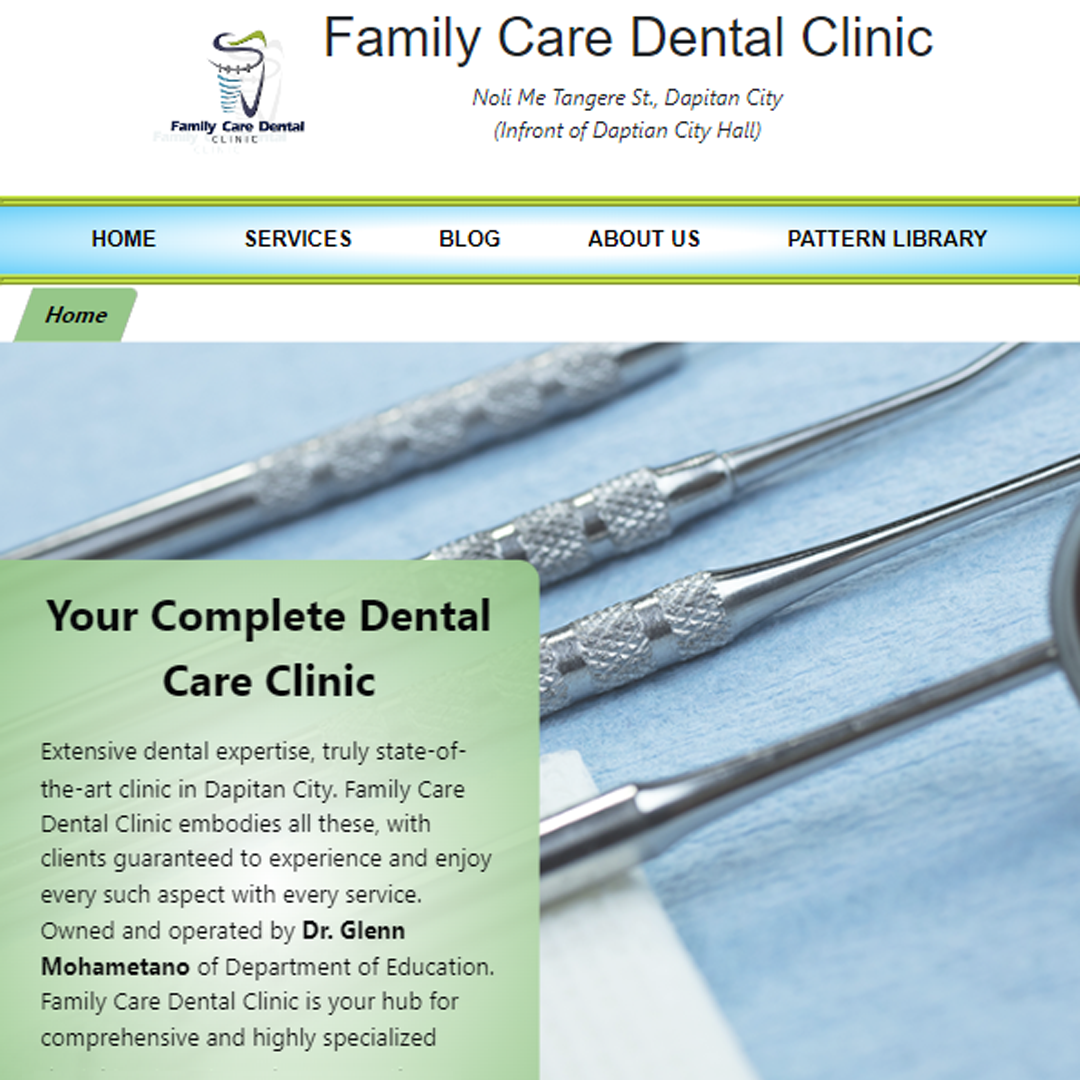 Family Care Dental Clinic
Family Care Dental
CLINIC
Noli Me Tangere St., Dapitan City
(Infront of Daptian City Hall)
HOME SERVICES BLOG ABOUT US PATTERN LIBRARY
Home
Your Complete Dental
Care Clinic
Extensive dental expertise, truly state-of-
the-art clinic in Dapitan City. Family Care
Dental Clinic embodies all these, with
clients guaranteed to experience and enjoy
every such aspect with every service.
Owned and operated by Dr. Glenn
Mohametano of Department of Education.
Family Care Dental Clinic is your hub for
comprehensive and highly specialized